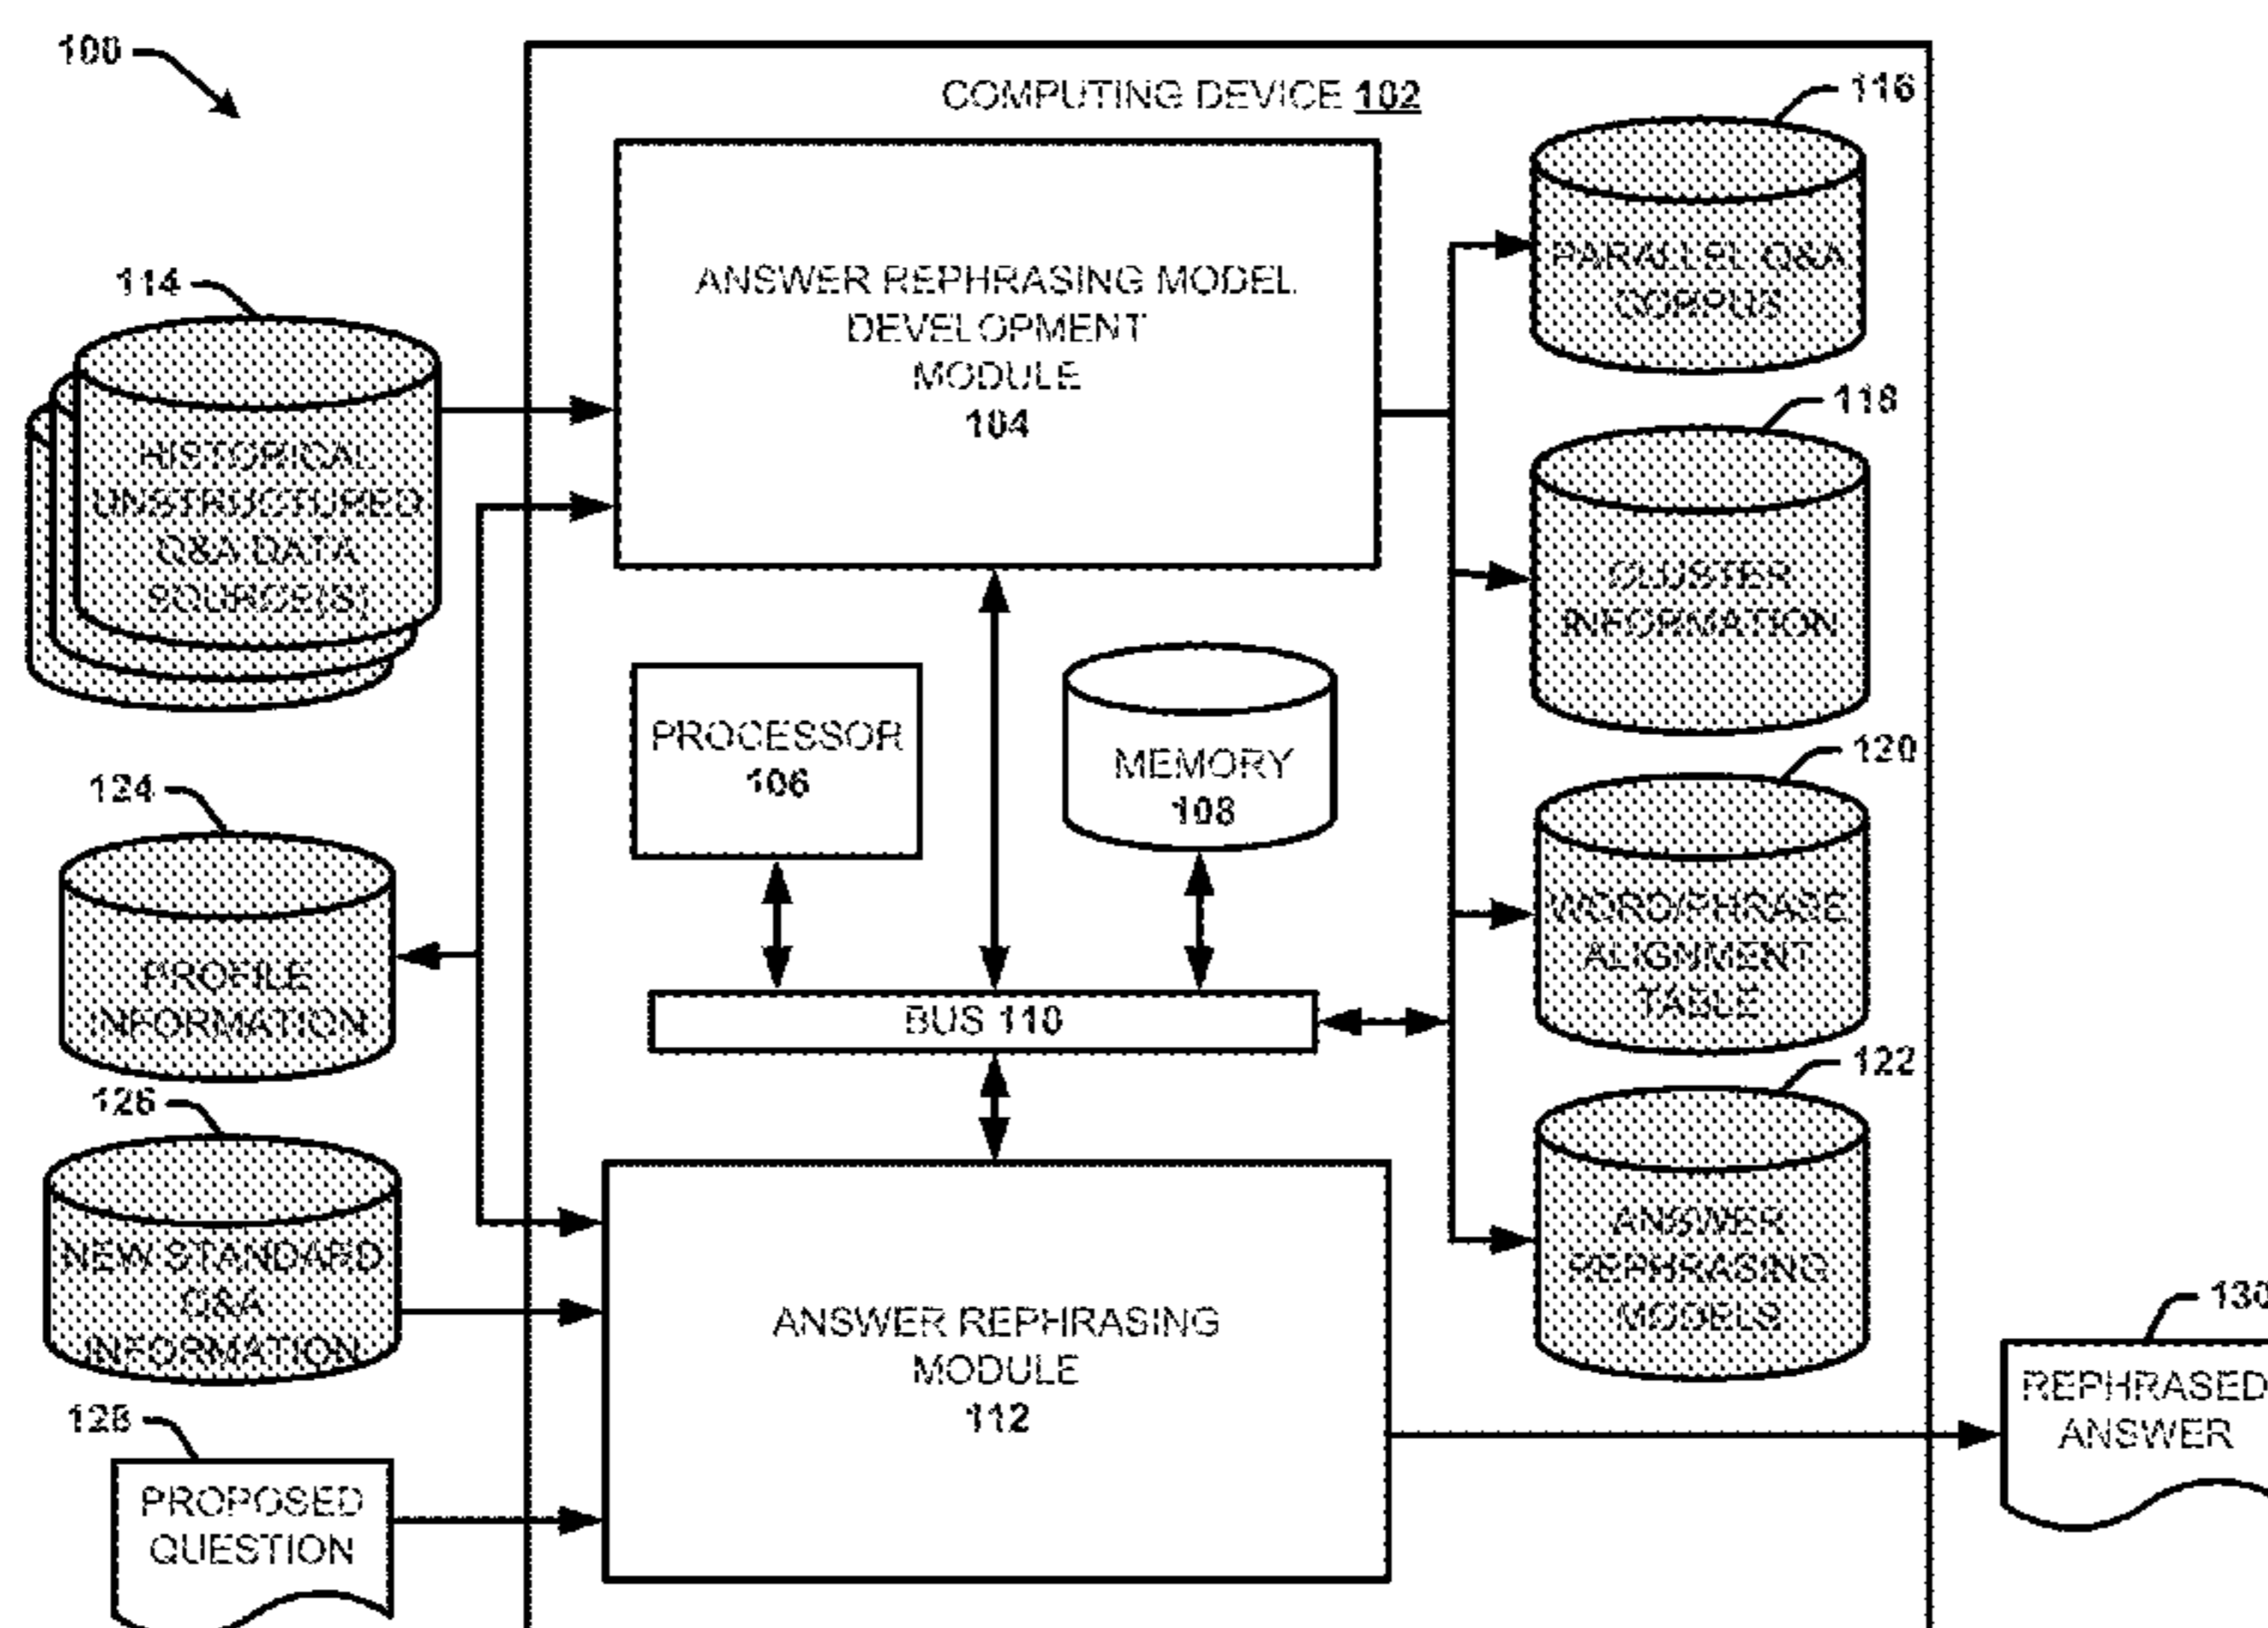 100
COMPUTING DEVICE 102
116
114
ANSWER REPHRASING MODEL
DEVELOPMENT
MODULE
104
PARALLEL Q&A
CORPUS
HISTORICAL
UNSTRUCTURED
Q&A DATA
SOURCE(S)
118
CLUSTER
INFORMATION
PROCESSOR
106
MEMORY
108
124
PROFILE
INFORMATION
120
WORD/PHRASE
ALIGNMENT
TABLE
BUS 110
126
NEW STANDARD
Q&A
INFORMATION
122
ANSWER
REPHRASING
MODELS
ANSWER REPHRASING
MODULE
112
128
PROPOSED
QUESTION
130
REPHRASED
ANSWER